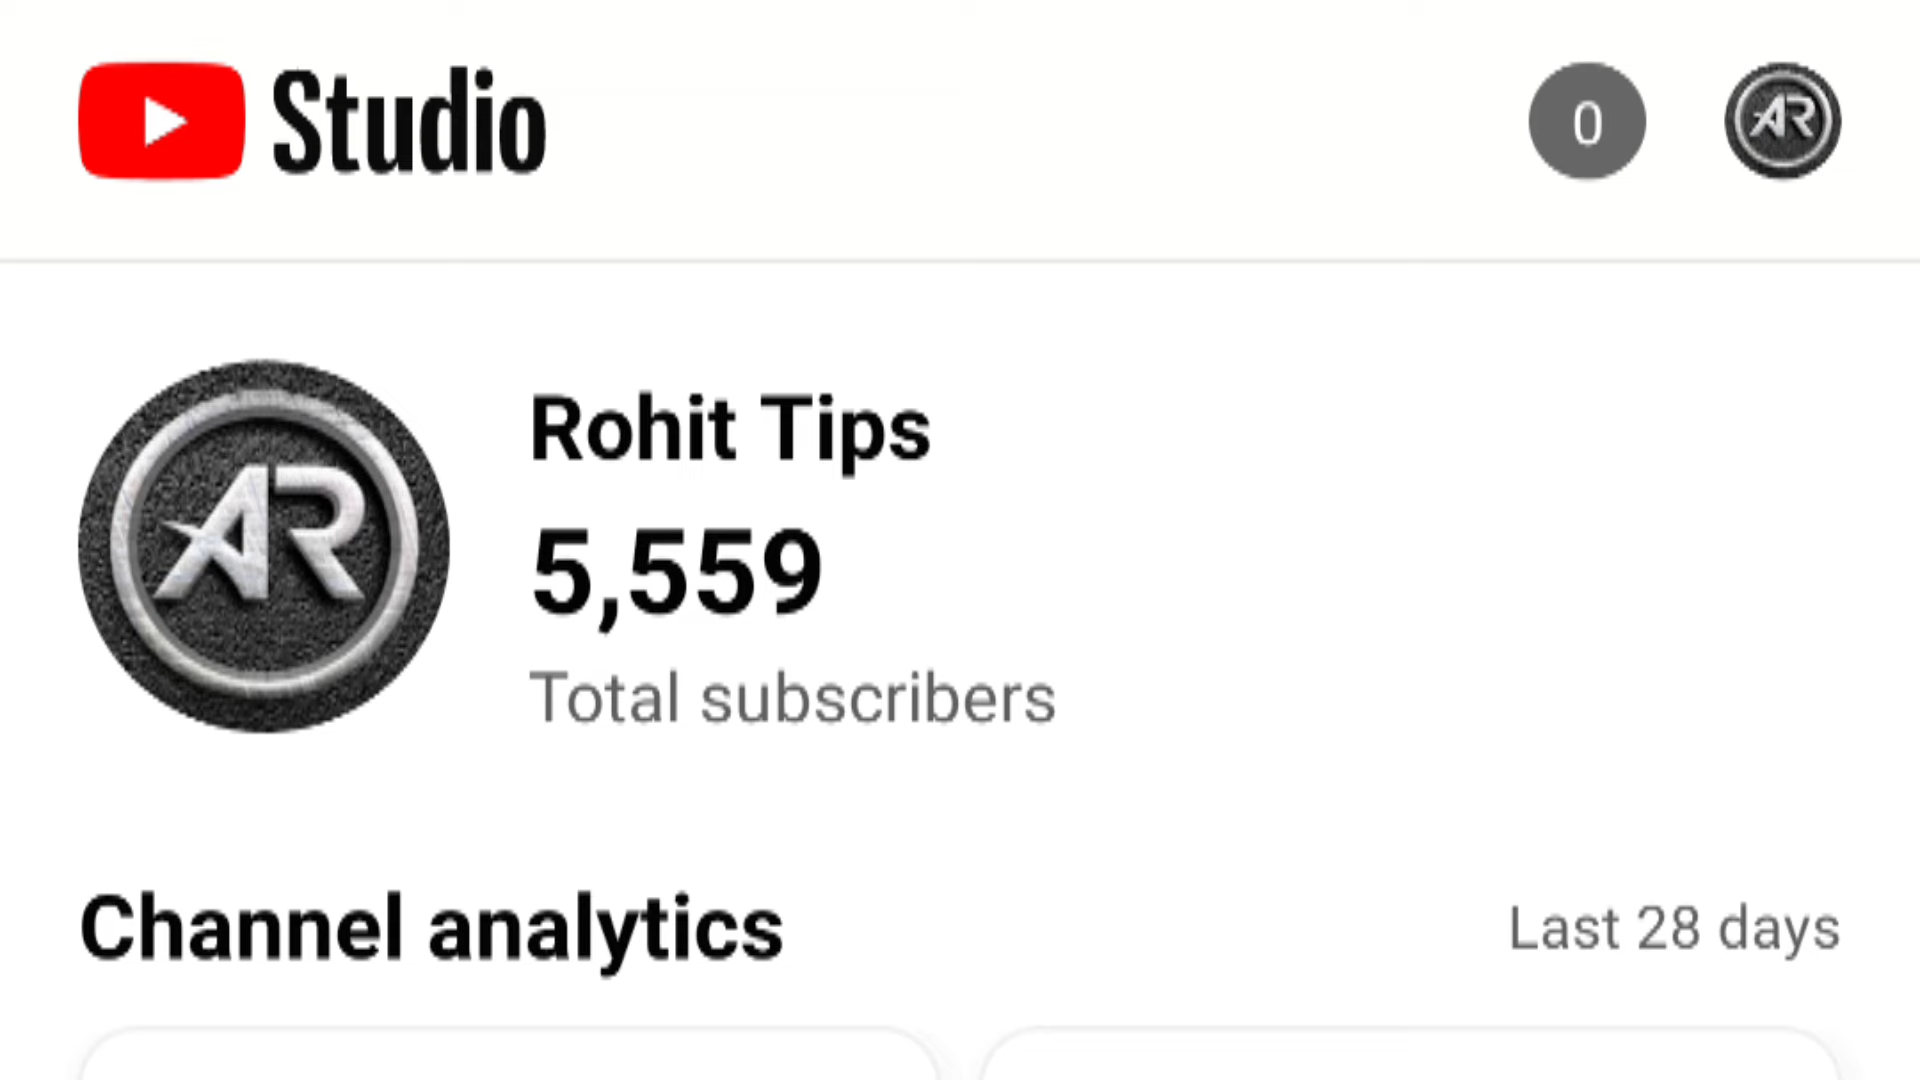 Studio
0
AR
AR
Rohit Tips
5,559
Total subscribers
Channel analytics
Last 28 days